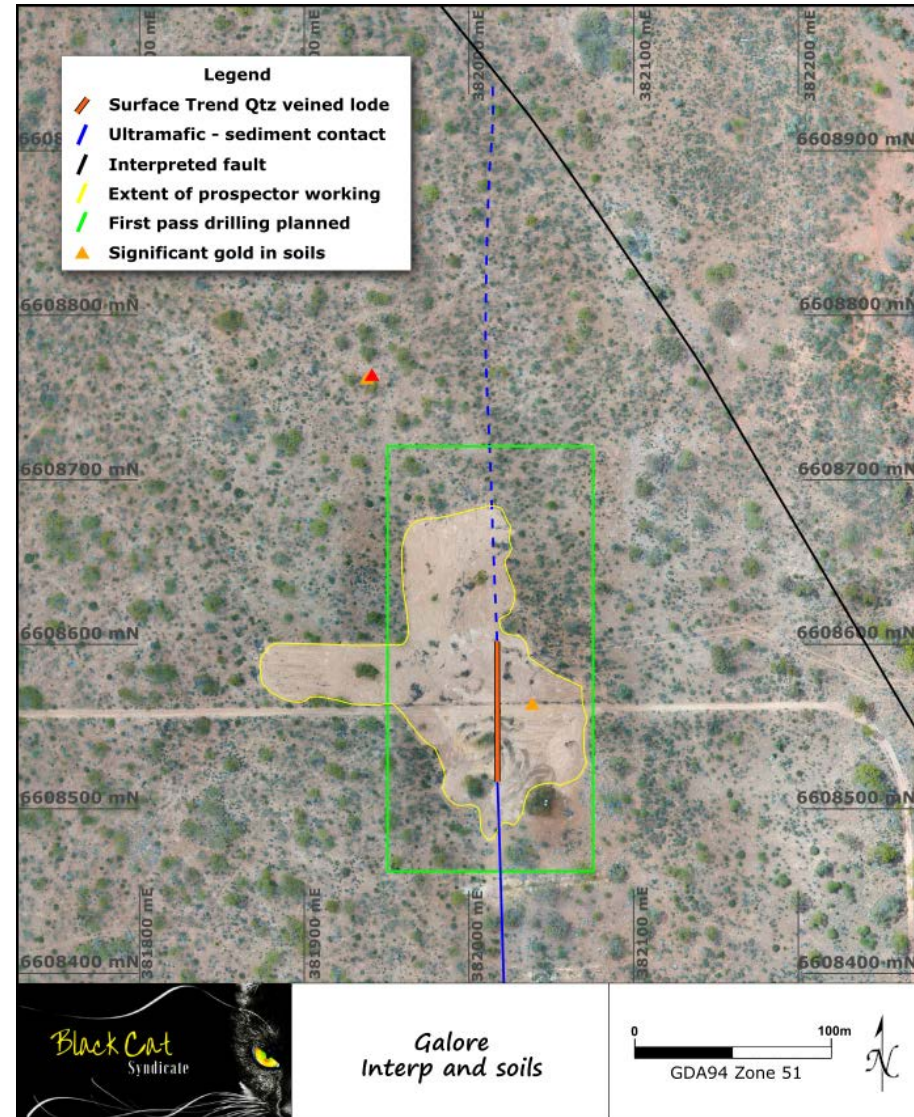 382000 mE
382100 mE
382200 mE
Legend
Surface Trend Qtz veined lode
Ultramafic - sediment contact
Interpreted fault
Extent of prospector working
First pass drilling planned
Significant gold in soils
6608900 mN
6608800 mN
6608800 mN
6608700 mN
6608700 mN
6608600 mN
6608600 mN
6608500 mN
6608500 mN
381800 mE
381900 mE
382000 mE
382100 mE
6608400 mN
6608400 mN
Black Cat
Syndicate
Galore
Interp and soils
0 100m
GDA94 Zone 51
N